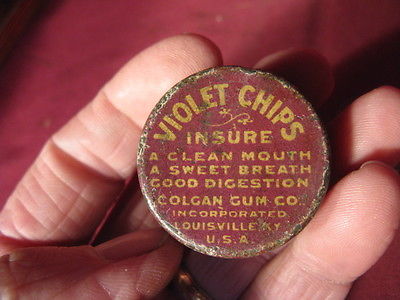 VIOLET CHIPS
INSURE
A CLEAN MOUTH
A SWEET BREATH
GOOD DIGESTION
COLGAN GUM CO.
INCORPORATED
LOUISVILLE KY.
U.S.A.